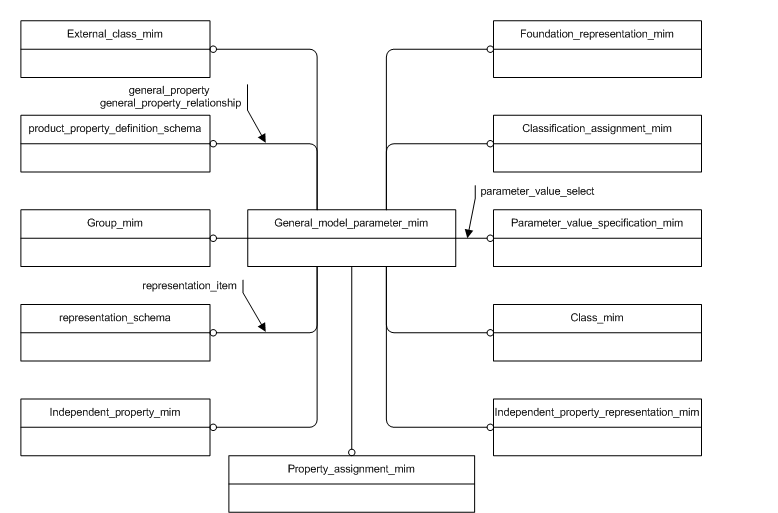 External_class_mim
Foundation_representation_mim
general_property
general_property_relationship
product_property_definition_schema
Classification_assignment_mim
parameter_value_select
Group_mim
General_model_parameter_mim
Parameter_value_specification_mim
representation_item
representation_schema
Class_mim
Independent_property_mim
Independent_property_representation_mim
Property_assignment_mim